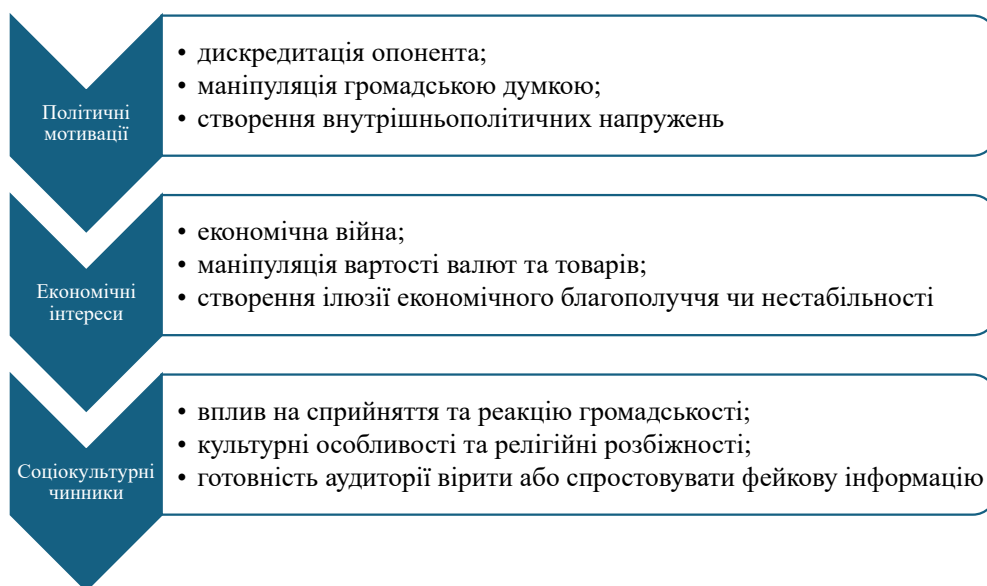 Політичні
мотивації
• дискредитація опонента;
• маніпуляція громадською думкою;
• створення внутрішньополітичних напружень
Економічні
інтереси
• економічна війна;
• маніпуляція вартості валют та товарів;
• створення ілюзії економічного благополуччя чи нестабільності
Соціокультурні
чинники
• вплив на сприйняття та реакцію громадськості;
• культурні особливості та релігійні розбіжності;
• готовність аудиторії вірити або спростовувати фейкову інформацію